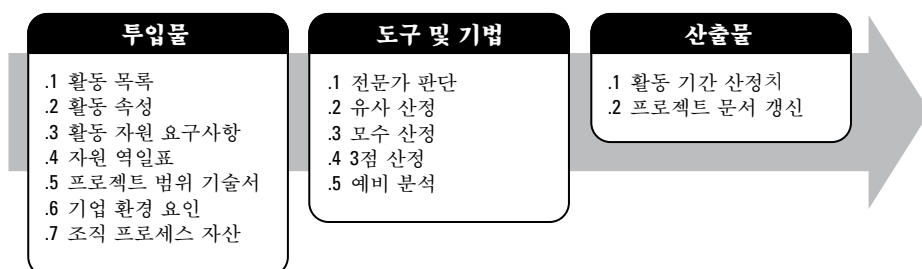 투입물
.1 활동 목록
.2 활동 속성
.3 활동 자원 요구사항
.4 자원 역일표
.5 프로젝트 범위 기술서
.6 기업 환경 요인
.7 조직 프로세스 자산
도구 및 기법
.1 전문가 판단
.2 유사 산정
.3 모수 산정
.4 3점 산정
.5 예비 분석
산출물
.1 활동 기간 산정치
.2 프로젝트 문서 갱신